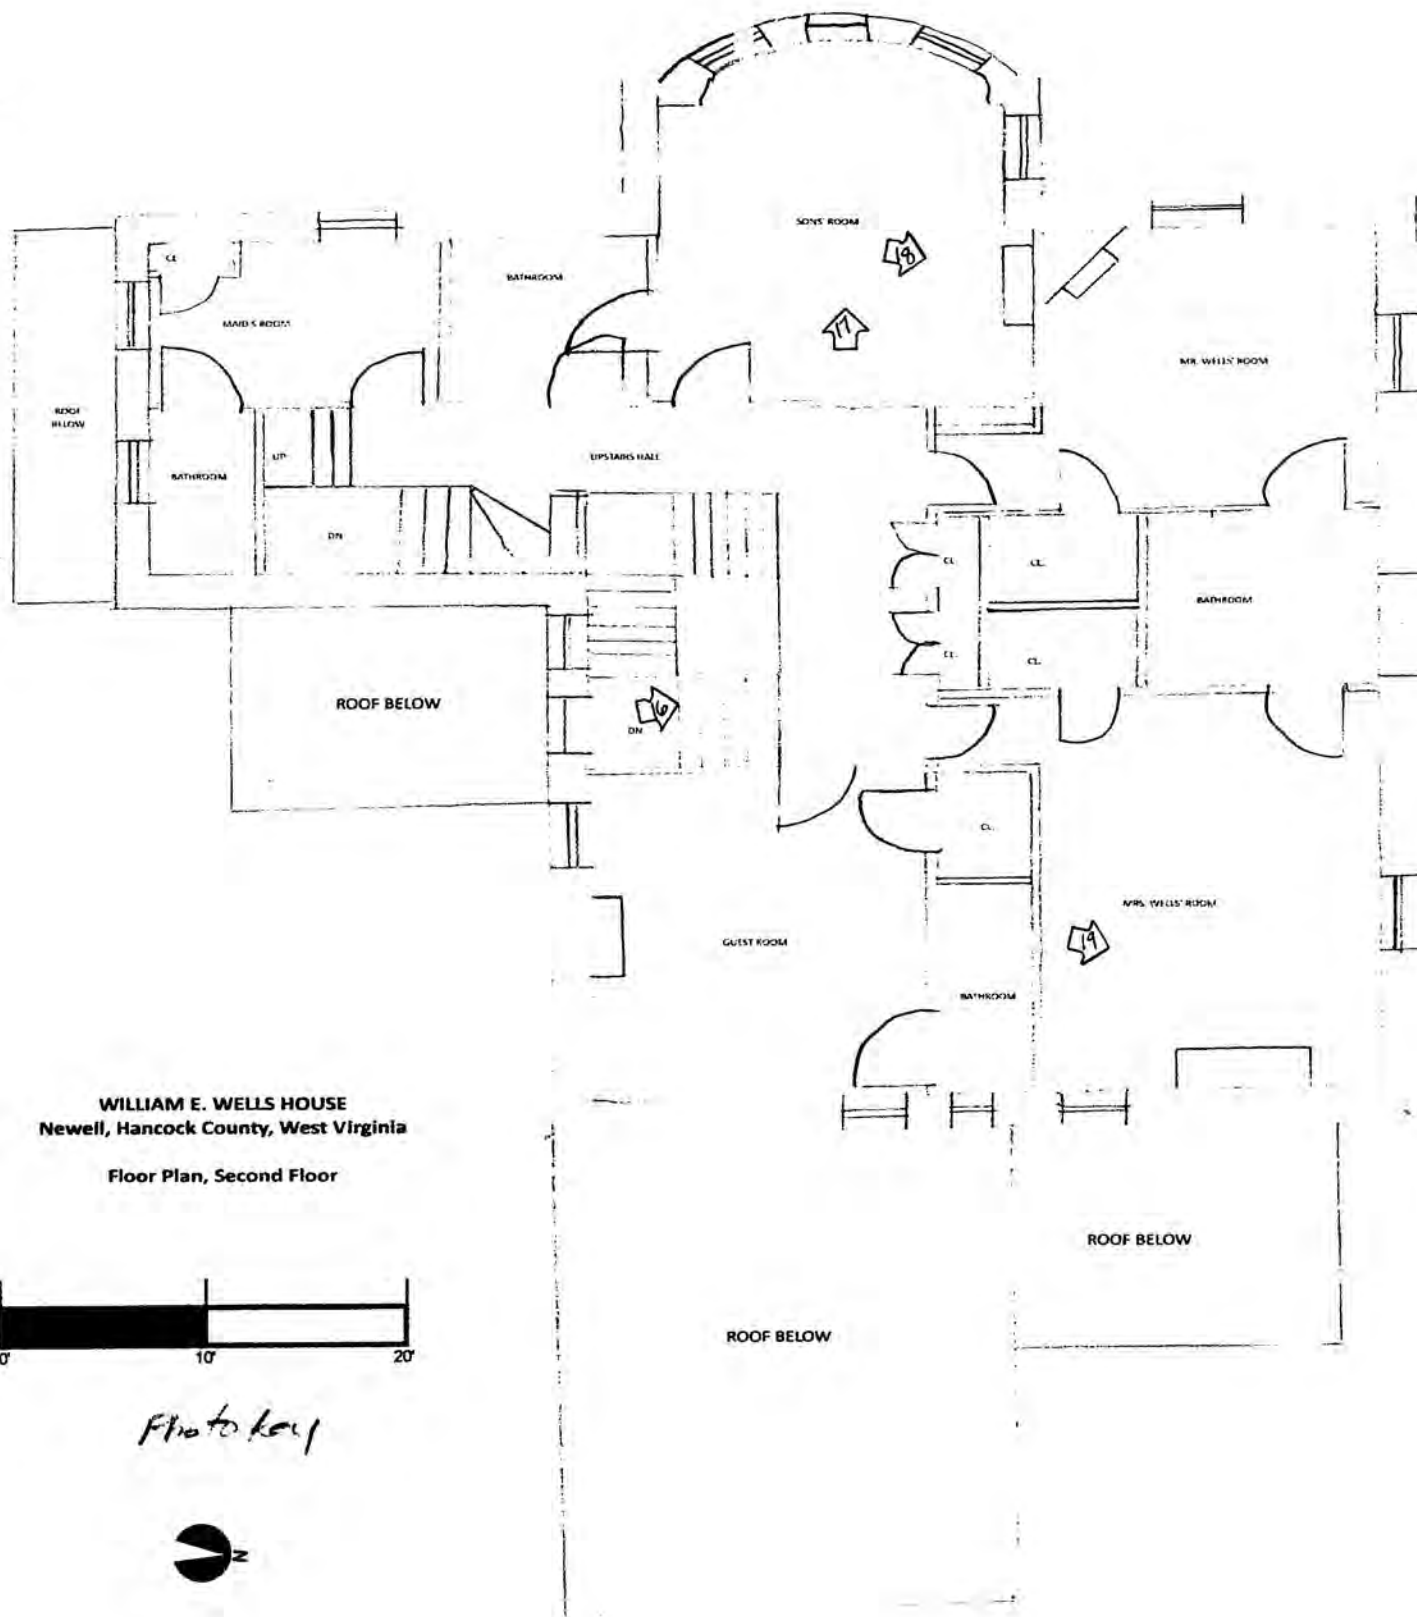 SONS' ROOM
18
17
CL.
BATHROOM
MAID'S ROOM
MR. WELLS' ROOM
ROOF
BELOW
UP
BATHROOM
UPSTAIRS HALL
DN
CL.
CL.
BATHROOM
CL.
CL.
ROOF BELOW
16
DN
CL.
MRS. WELLS' ROOM
GUEST ROOM
19
BATHROOM
WILLIAM E. WELLS HOUSE
Newell, Hancock County, West Virginia
Floor Plan, Second Floor
ROOF BELOW
ROOF BELOW
0' 10' 20'
Photo key
N